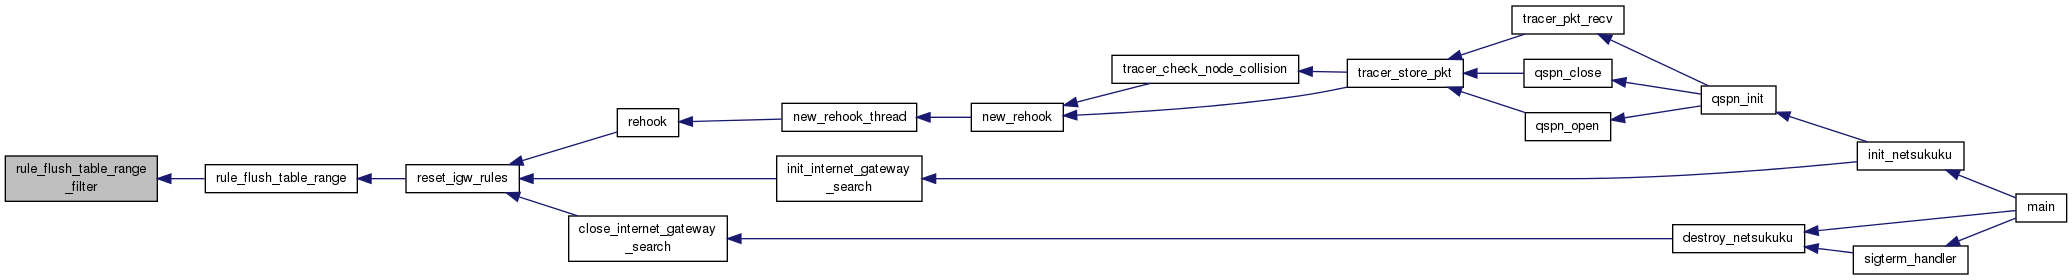 rule_flush_table_range
_filter
rule_flush_table_range
reset_igw_rules
rehook
new_rehook_thread
new_rehook
tracer_check_node_collision
tracer_store_pkt
tracer_pkt_recv
qspn_close
qspn_open
qspn_init
init_internet_gateway
_search
init_netsukuku
close_internet_gateway
_search
destroy_netsukuku
sigterm_handler
main